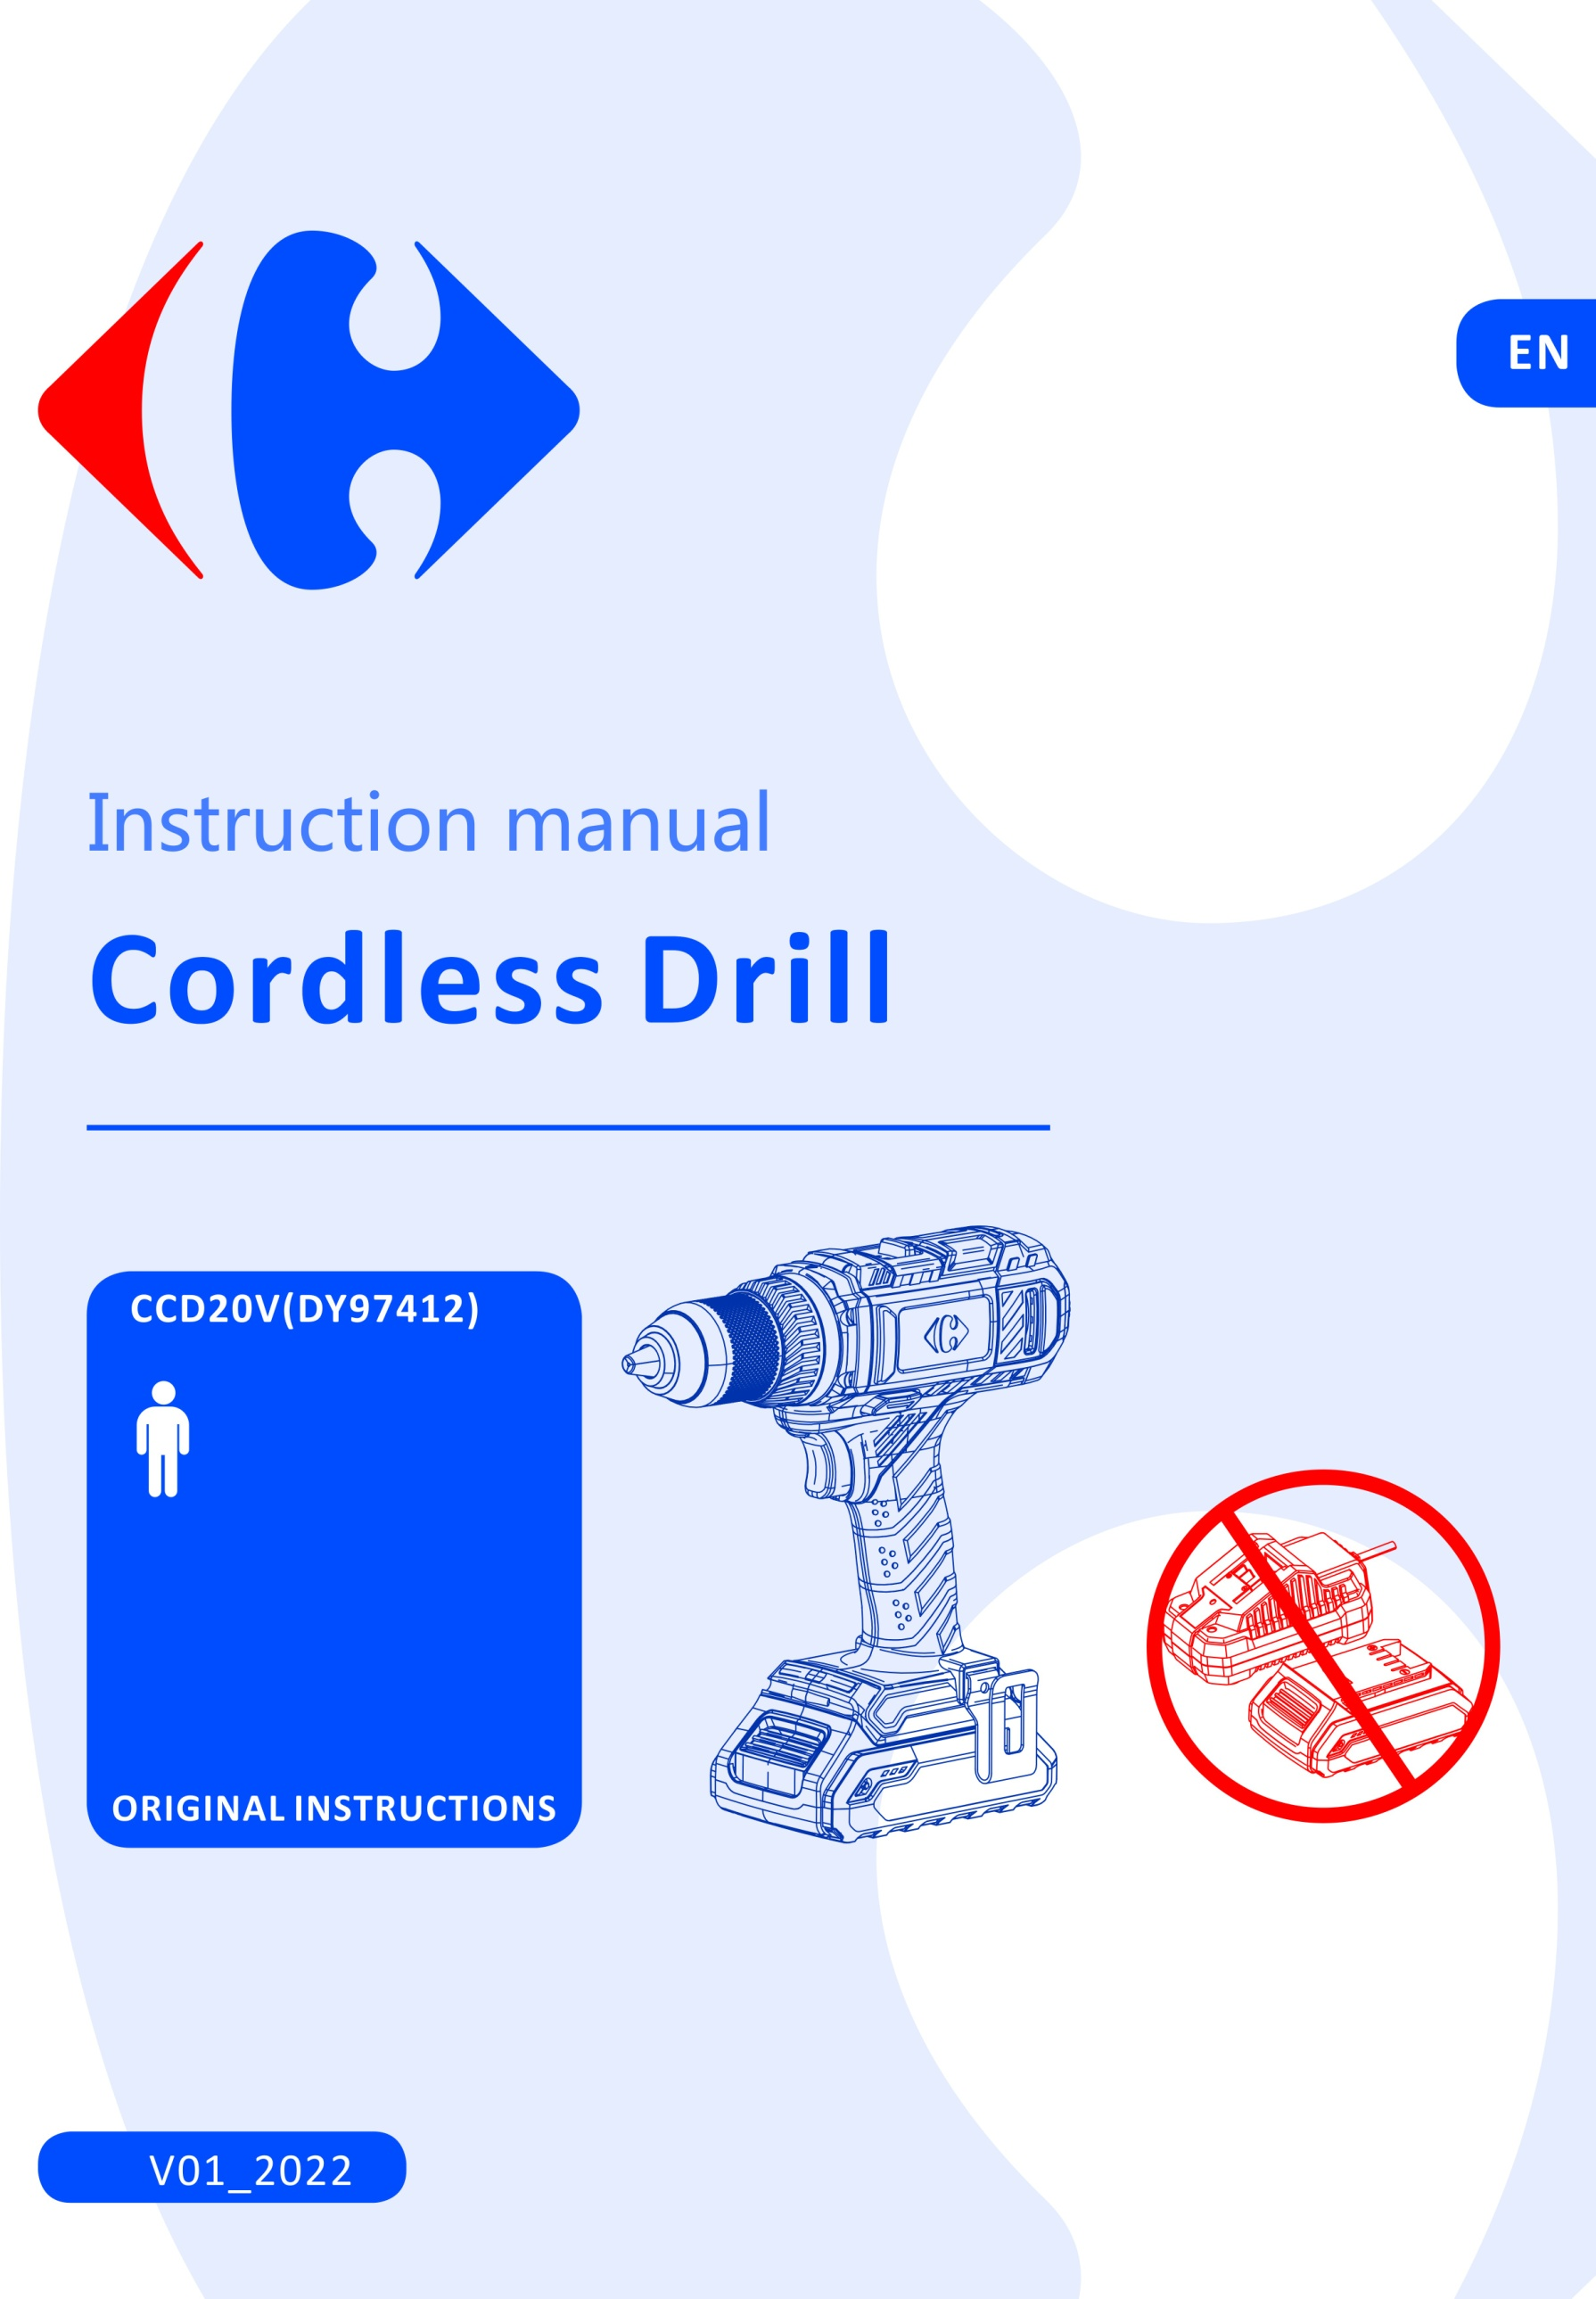 EN
Instruction manual
Cordless Drill
CCD20V(DY97412)
ORIGINAL INSTRUCTIONS
V01_2022